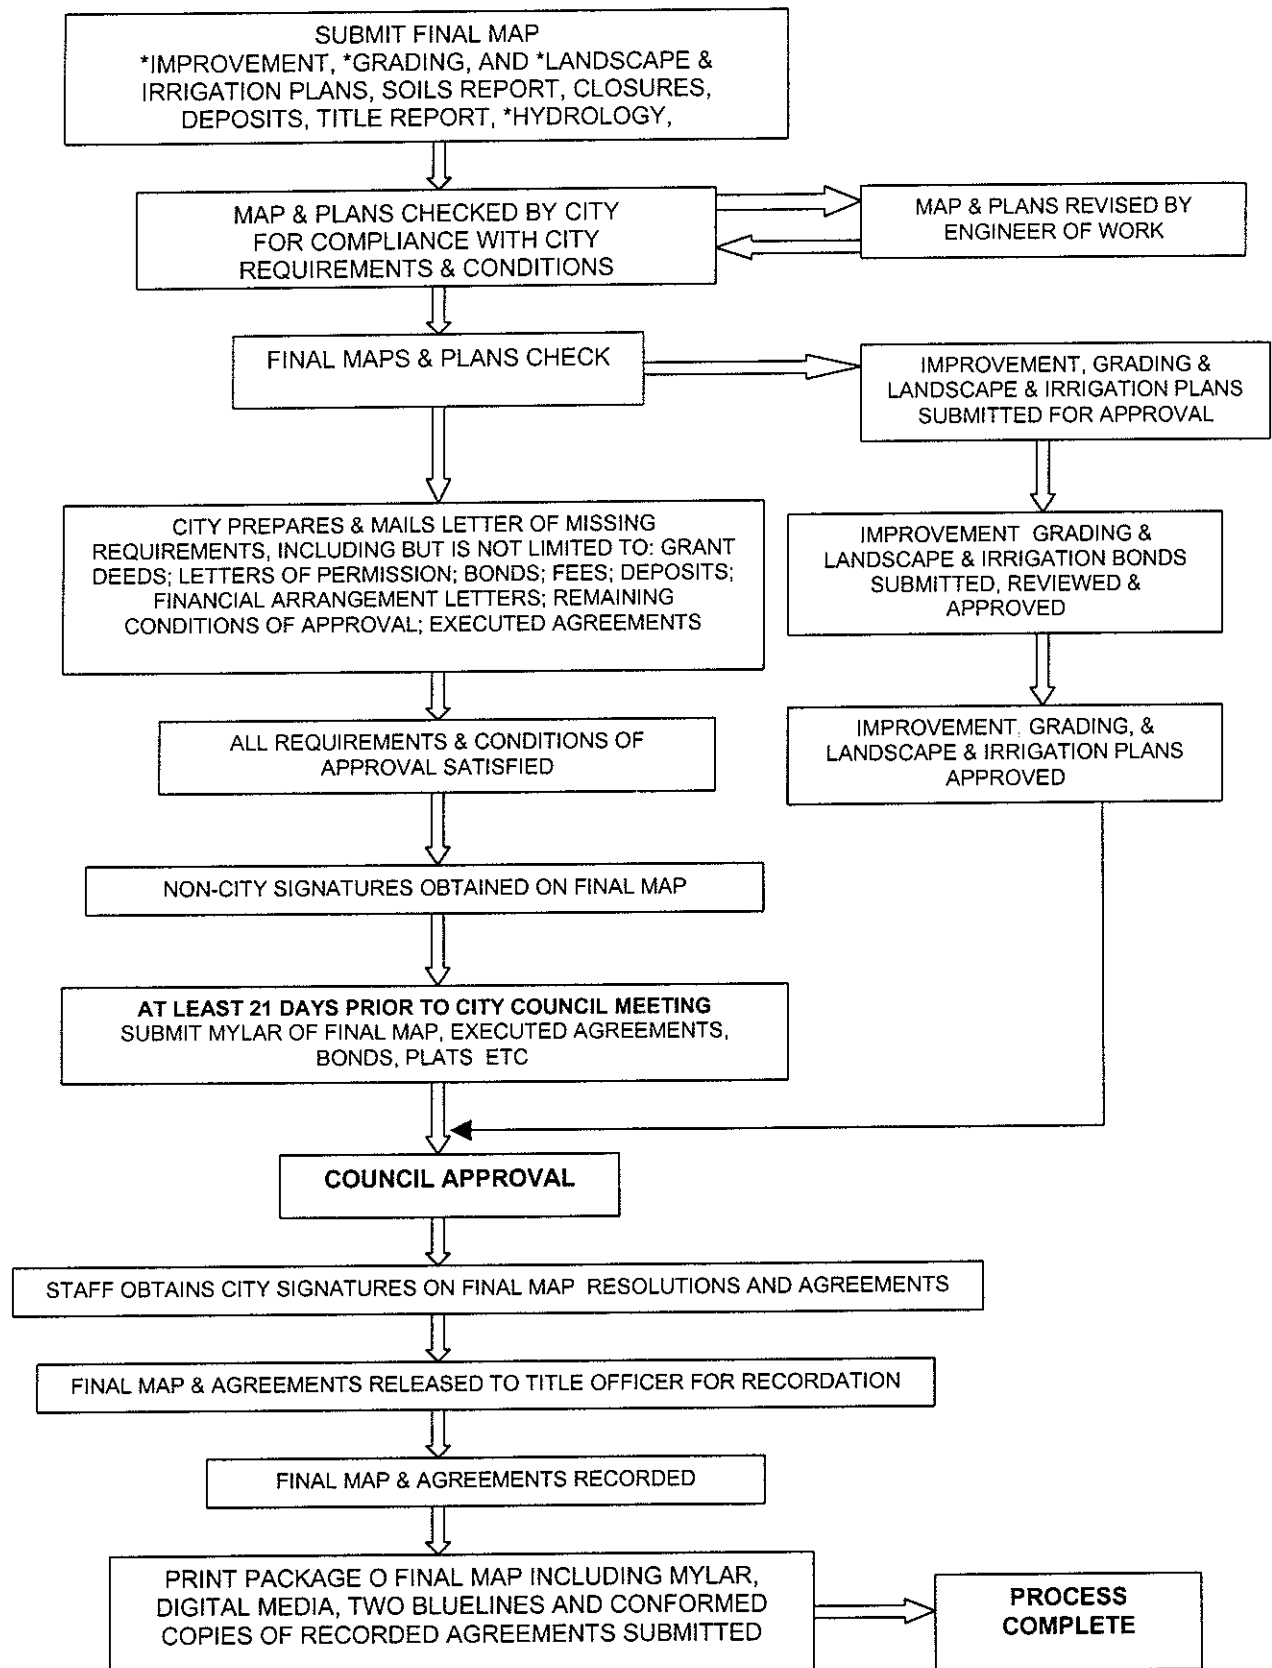 SUBMIT FINAL MAP
*IMPROVEMENT, *GRADING, AND *LANDSCAPE &
IRRIGATION PLANS, SOILS REPORT, CLOSURES,
DEPOSITS, TITLE REPORT, *HYDROLOGY,
MAP & PLANS CHECKED BY CITY
FOR COMPLIANCE WITH CITY
REQUIREMENTS & CONDITIONS
MAP & PLANS REVISED BY
ENGINEER OF WORK
FINAL MAPS & PLANS CHECK
IMPROVEMENT, GRADING &
LANDSCAPE & IRRIGATION PLANS
SUBMITTED FOR APPROVAL
CITY PREPARES & MAILS LETTER OF MISSING
REQUIREMENTS, INCLUDING BUT IS NOT LIMITED TO: GRANT
DEEDS; LETTERS OF PERMISSION; BONDS; FEES; DEPOSITS;
FINANCIAL ARRANGEMENT LETTERS; REMAINING
CONDITIONS OF APPROVAL; EXECUTED AGREEMENTS
IMPROVEMENT GRADING &
LANDSCAPE & IRRIGATION BONDS
SUBMITTED, REVIEWED &
APPROVED
ALL REQUIREMENTS & CONDITIONS OF
APPROVAL SATISFIED
IMPROVEMENT, GRADING, &
LANDSCAPE & IRRIGATION PLANS
APPROVED
NON-CITY SIGNATURES OBTAINED ON FINAL MAP
AT LEAST 21 DAYS PRIOR TO CITY COUNCIL MEETING
SUBMIT MYLAR OF FINAL MAP, EXECUTED AGREEMENTS,
BONDS, PLATS ETC
COUNCIL APPROVAL
STAFF OBTAINS CITY SIGNATURES ON FINAL MAP RESOLUTIONS AND AGREEMENTS
FINAL MAP & AGREEMENTS RELEASED TO TITLE OFFICER FOR RECORDATION
FINAL MAP & AGREEMENTS RECORDED
PRINT PACKAGE O FINAL MAP INCLUDING MYLAR,
DIGITAL MEDIA, TWO BLUELINES AND CONFORMED
COPIES OF RECORDED AGREEMENTS SUBMITTED
PROCESS
COMPLETE